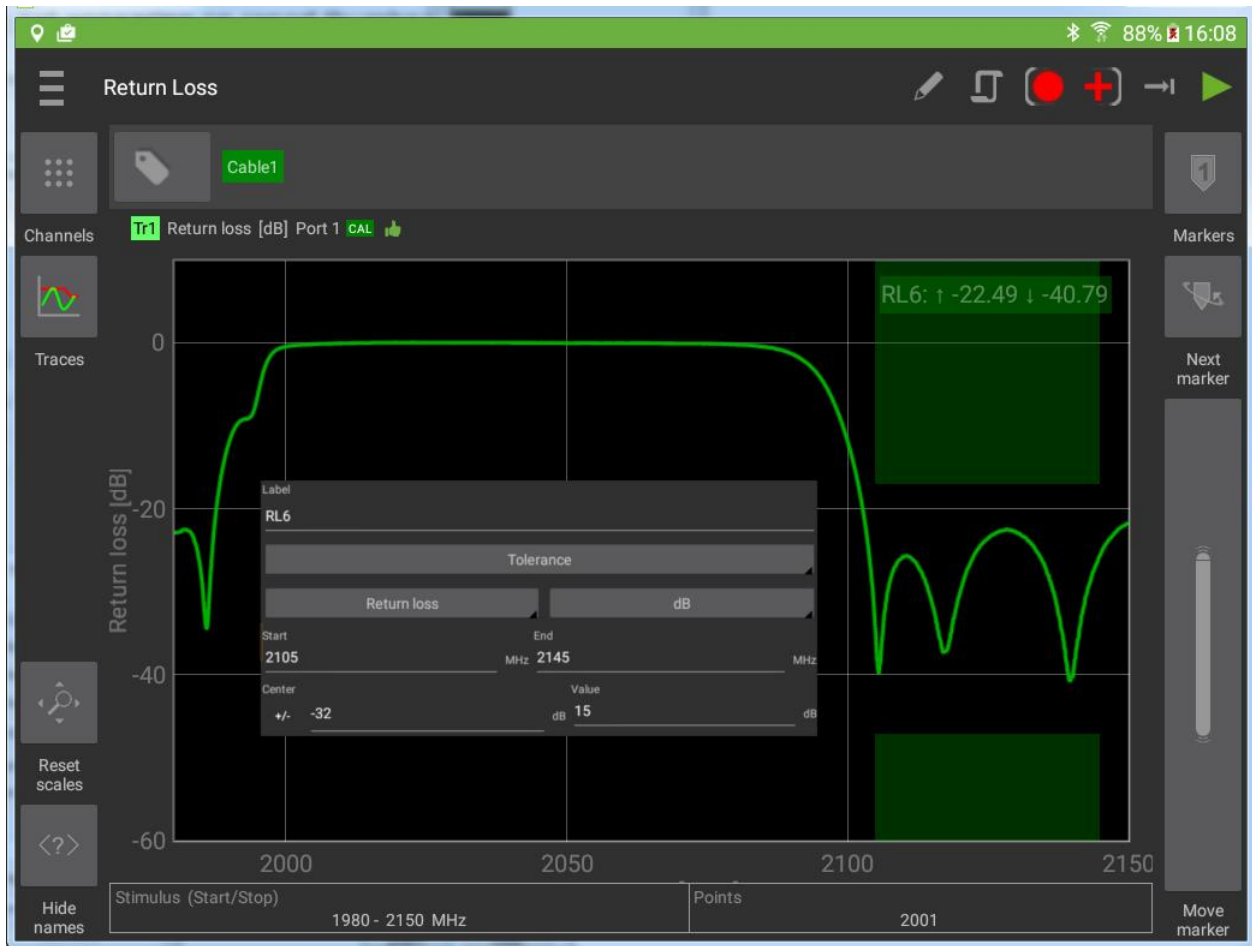 88% 16:08
Return Loss
Cable1
1
Channels
Tr1 Return loss [dB] Port 1 CAL
Markers
RL6: ↑ -22.49 ↓ -40.79
Traces
Next
marker
0
-20
-40
-60
Return loss [dB]
Label
RL6
Tolerance
Return loss
dB
Start
End
2105 MHz 2145 MHz
Center
Value
+/- -32 dB 15 dB
Reset
scales
<?>
2000 2050 2100 2150
Hide
names
Stimulus (Start/Stop)
Points
1980 - 2150 MHz
2001
Move
marker